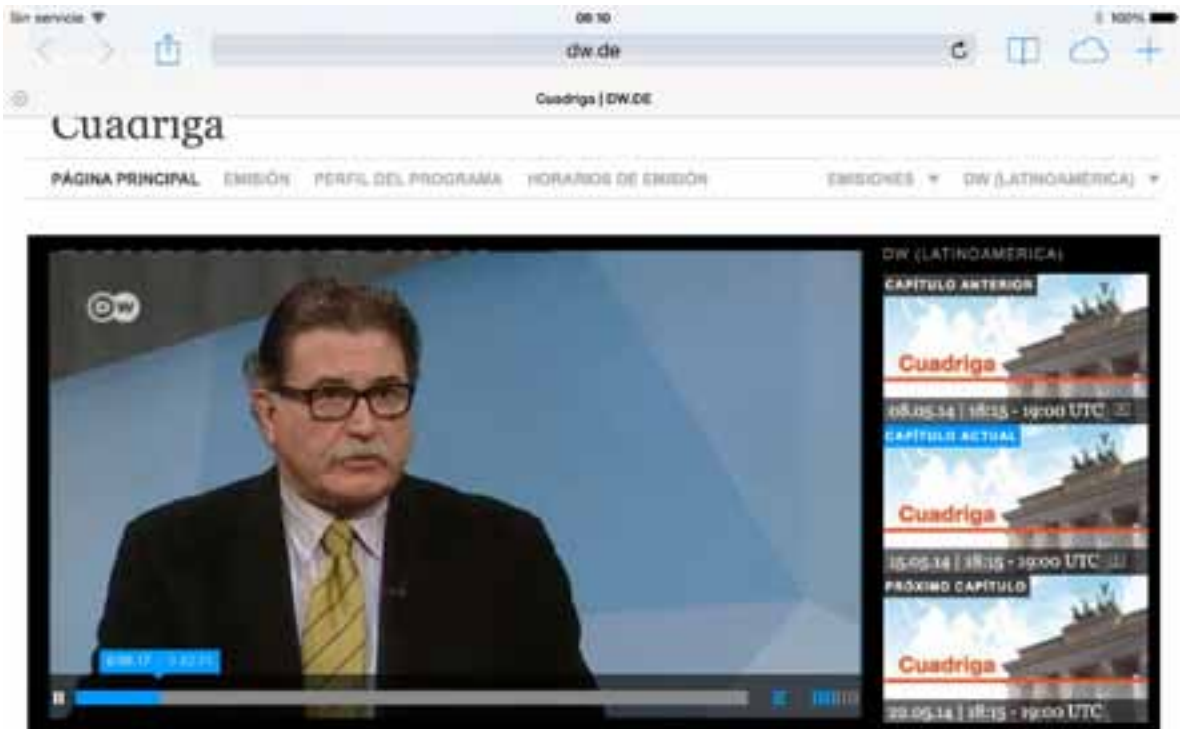 Sin servicio
08:10
100%
dw.de
Cuadriga | DW.DE
Cuadriga
PÁGINA PRINCIPAL EMISIÓN PERFIL DEL PROGRAMA HORARIOS DE EMISIÓN EMISIONES DW (LATINOAMÉRICA)
DW
DW (LATINOAMÉRICA)
CAPÍTULO ANTERIOR
Cuadriga
08.05.14 | 18:15 - 19:00 UTC
CAPÍTULO ACTUAL
Cuadriga
15.05.14 | 18:15 - 19:00 UTC
PRÓXIMO CAPÍTULO
Cuadriga
22.05.14 | 18:15 - 19:00 UTC